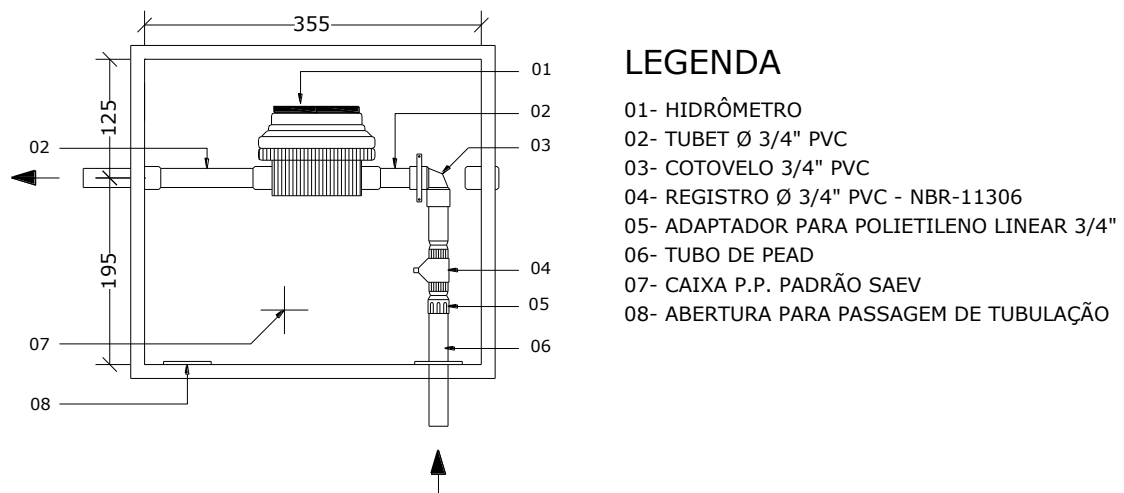 355
125
195
01
02
03
04
05
06
02
07
08
LEGENDA
01- HIDRÔMETRO
02- TUBET Ø 3/4" PVC
03- COTOVELO 3/4" PVC
04- REGISTRO Ø 3/4" PVC - NBR-11306
05- ADAPTADOR PARA POLIETILENO LINEAR 3/4"
06- TUBO DE PEAD
07- CAIXA P.P. PADRÃO SAEV
08- ABERTURA PARA PASSAGEM DE TUBULAÇÃO